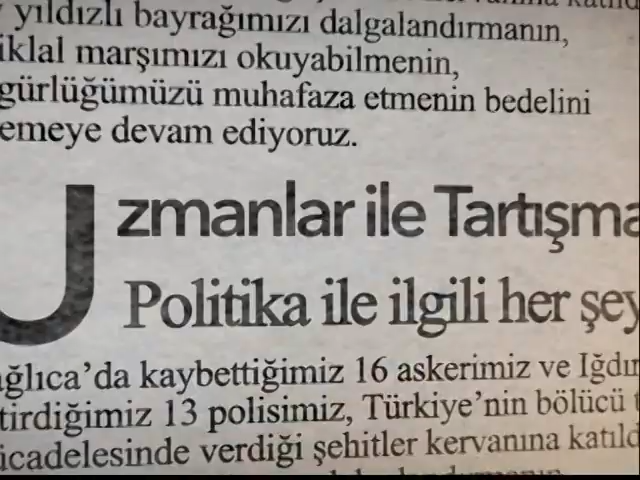 yıldızlı bayrağımızı dalgalandırmanın,
iklal marşımızı okuyabilmenin,
gürlüğümüzü muhafaza etmenin bedelini
emeye devam ediyoruz.
Uzmanlar ile Tartışma
Politika ile ilgili her şey
ağlıca’da kaybettiğimiz 16 askerimiz ve Iğdır
tirdiğimiz 13 polisimiz, Türkiye’nin bölücü t
icadelesinde verdiği şehitler kervanına katıld